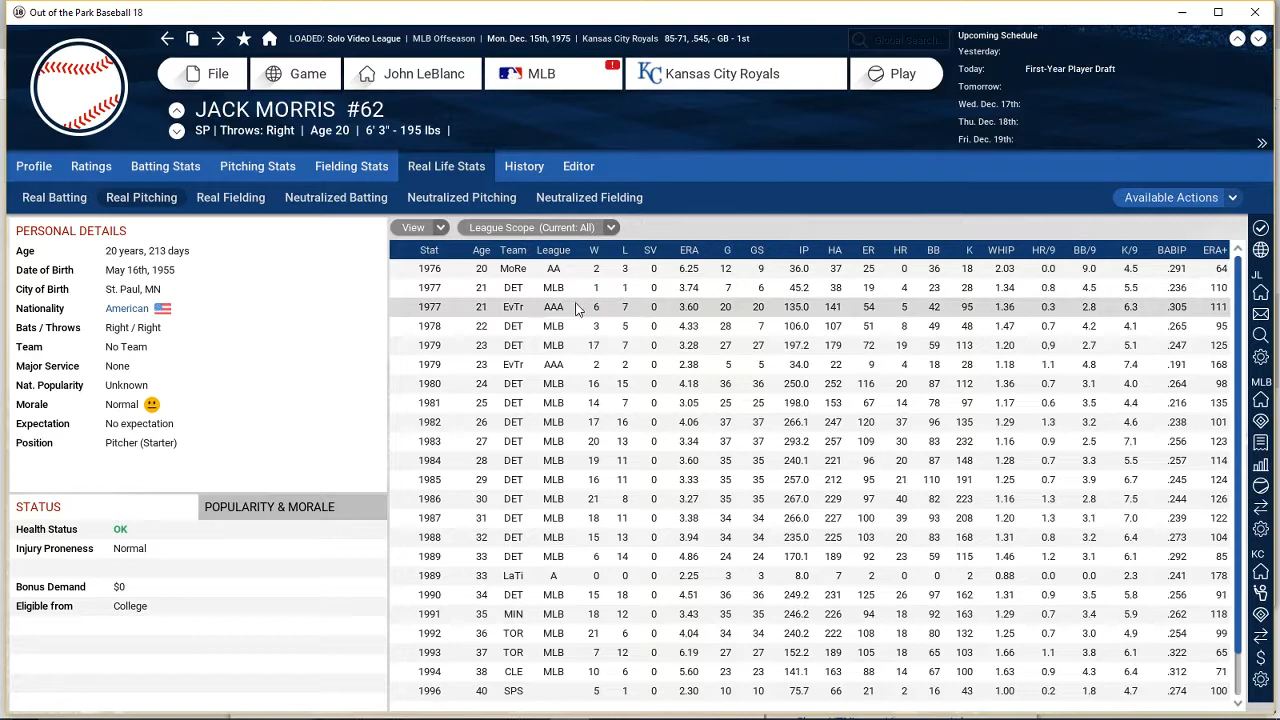 Out of the Park Baseball 18
LOADED: Solo Video League | MLB Offseason | Mon. Dec. 15th, 1975 | Kansas City Royals 85-71, .545, - GB - 1st
Global Search...
Upcoming Schedule
Yesterday:
Today: First-Year Player Draft
Tomorrow:
Wed. Dec. 17th:
Thu. Dec. 18th:
Fri. Dec. 19th:
File Game John LeBlanc MLB ! KC Kansas City Royals Play
JACK MORRIS #62
SP | Throws: Right | Age 20 | 6' 3" - 195 lbs |
Profile Ratings Batting Stats Pitching Stats Fielding Stats Real Life Stats History Editor
Real Batting Real Pitching Real Fielding Neutralized Batting Neutralized Pitching Neutralized Fielding Available Actions
PERSONAL DETAILS
Age 20 years, 213 days
Date of Birth May 16th, 1955
City of Birth St. Paul, MN
Nationality American
Bats / Throws Right / Right
Team No Team
Major Service None
Nat. Popularity Unknown
Morale Normal
Expectation No expectation
Position Pitcher (Starter)
STATUS POPULARITY & MORALE
Health Status OK
Injury Proneness Normal
Bonus Demand $0
Eligible from College
View League Scope (Current: All)
Stat Age Team League W L SV ERA G GS IP HA ER HR BB K WHIP HR/9 BB/9 K/9 BABIP ERA+
1976 20 MoRe AA 2 3 0 6.25 12 9 36.0 37 25 0 36 18 2.03 0.0 9.0 4.5 .291 64
1977 21 DET MLB 1 1 0 3.74 7 6 45.2 38 19 4 23 28 1.34 0.8 4.5 5.5 .236 110
1977 21 EvTr AAA 6 7 0 3.60 20 20 135.0 141 54 5 42 95 1.36 0.3 2.8 6.3 .305 111
1978 22 DET MLB 3 5 0 4.33 28 7 106.0 107 51 8 49 48 1.47 0.7 4.2 4.1 .265 95
1979 23 DET MLB 17 7 0 3.28 27 27 197.2 179 72 19 59 113 1.20 0.9 2.7 5.1 .247 125
1979 23 EvTr AAA 2 2 0 2.38 5 5 34.0 22 9 4 18 28 1.18 1.1 4.8 7.4 .191 168
1980 24 DET MLB 16 15 0 4.18 36 36 250.0 252 116 20 87 112 1.36 0.7 3.1 4.0 .264 98
1981 25 DET MLB 14 7 0 3.05 25 25 198.0 153 67 14 78 97 1.17 0.6 3.5 4.4 .216 135
1982 26 DET MLB 17 16 0 4.06 37 37 266.1 247 120 37 96 135 1.29 1.3 3.2 4.6 .238 101
1983 27 DET MLB 20 13 0 3.34 37 37 293.2 257 109 30 83 232 1.16 0.9 2.5 7.1 .256 123
1984 28 DET MLB 19 11 0 3.60 35 35 240.1 221 96 20 87 148 1.28 0.7 3.3 5.5 .257 114
1985 29 DET MLB 16 11 0 3.33 35 35 257.0 212 95 21 110 191 1.25 0.7 3.9 6.7 .245 124
1986 30 DET MLB 21 8 0 3.27 35 35 267.0 229 97 40 82 223 1.16 1.3 2.8 7.5 .244 126
1987 31 DET MLB 18 11 0 3.38 34 34 266.0 227 100 39 93 208 1.20 1.3 3.1 7.0 .239 122
1988 32 DET MLB 15 13 0 3.94 34 34 235.0 225 103 20 83 168 1.31 0.8 3.2 6.4 .273 104
1989 33 DET MLB 6 14 0 4.86 24 24 170.1 189 92 23 59 115 1.46 1.2 3.1 6.1 .292 85
1989 33 LaTi A 0 0 0 2.25 3 3 8.0 7 2 0 0 2 0.88 0.0 0.0 2.3 .241 178
1990 34 DET MLB 15 18 0 4.51 36 36 249.2 231 125 26 97 162 1.31 0.9 3.5 5.8 .256 91
1991 35 MIN MLB 18 12 0 3.43 35 35 246.2 226 94 18 92 163 1.29 0.7 3.4 5.9 .262 118
1992 36 TOR MLB 21 6 0 4.04 34 34 240.2 222 108 18 80 132 1.25 0.7 3.0 4.9 .254 99
1993 37 TOR MLB 7 12 0 6.19 27 27 152.2 189 105 18 65 103 1.66 1.1 3.8 6.1 .322 65
1994 38 CLE MLB 10 6 0 5.60 23 23 141.1 163 88 14 67 100 1.63 0.9 4.3 6.4 .312 71
1996 40 SPS 5 1 0 2.30 10 10 75.7 66 21 2 16 43 1.00 0.2 1.8 4.7 .274 100
JL
MLB
KC